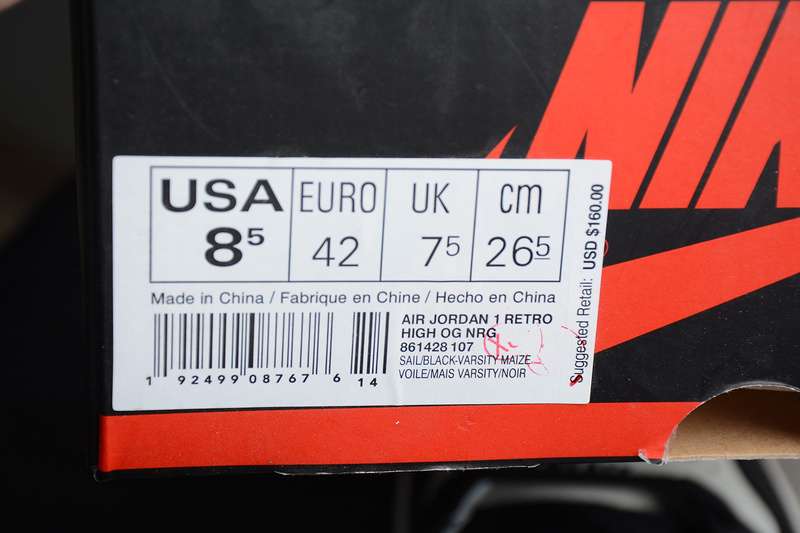 NIK
USA EURO UK cm
8⁵ 42 7⁵ 26⁵
Made in China / Fabrique en Chine / Hecho en China
AIR JORDAN 1 RETRO
HIGH OG NRG
861428 107
SAIL/BLACK-VARSITY MAIZE
VOILE/MAIS VARSITY/NOIR
1 92499 08767 6 14
Suggested Retail: USD $160.00